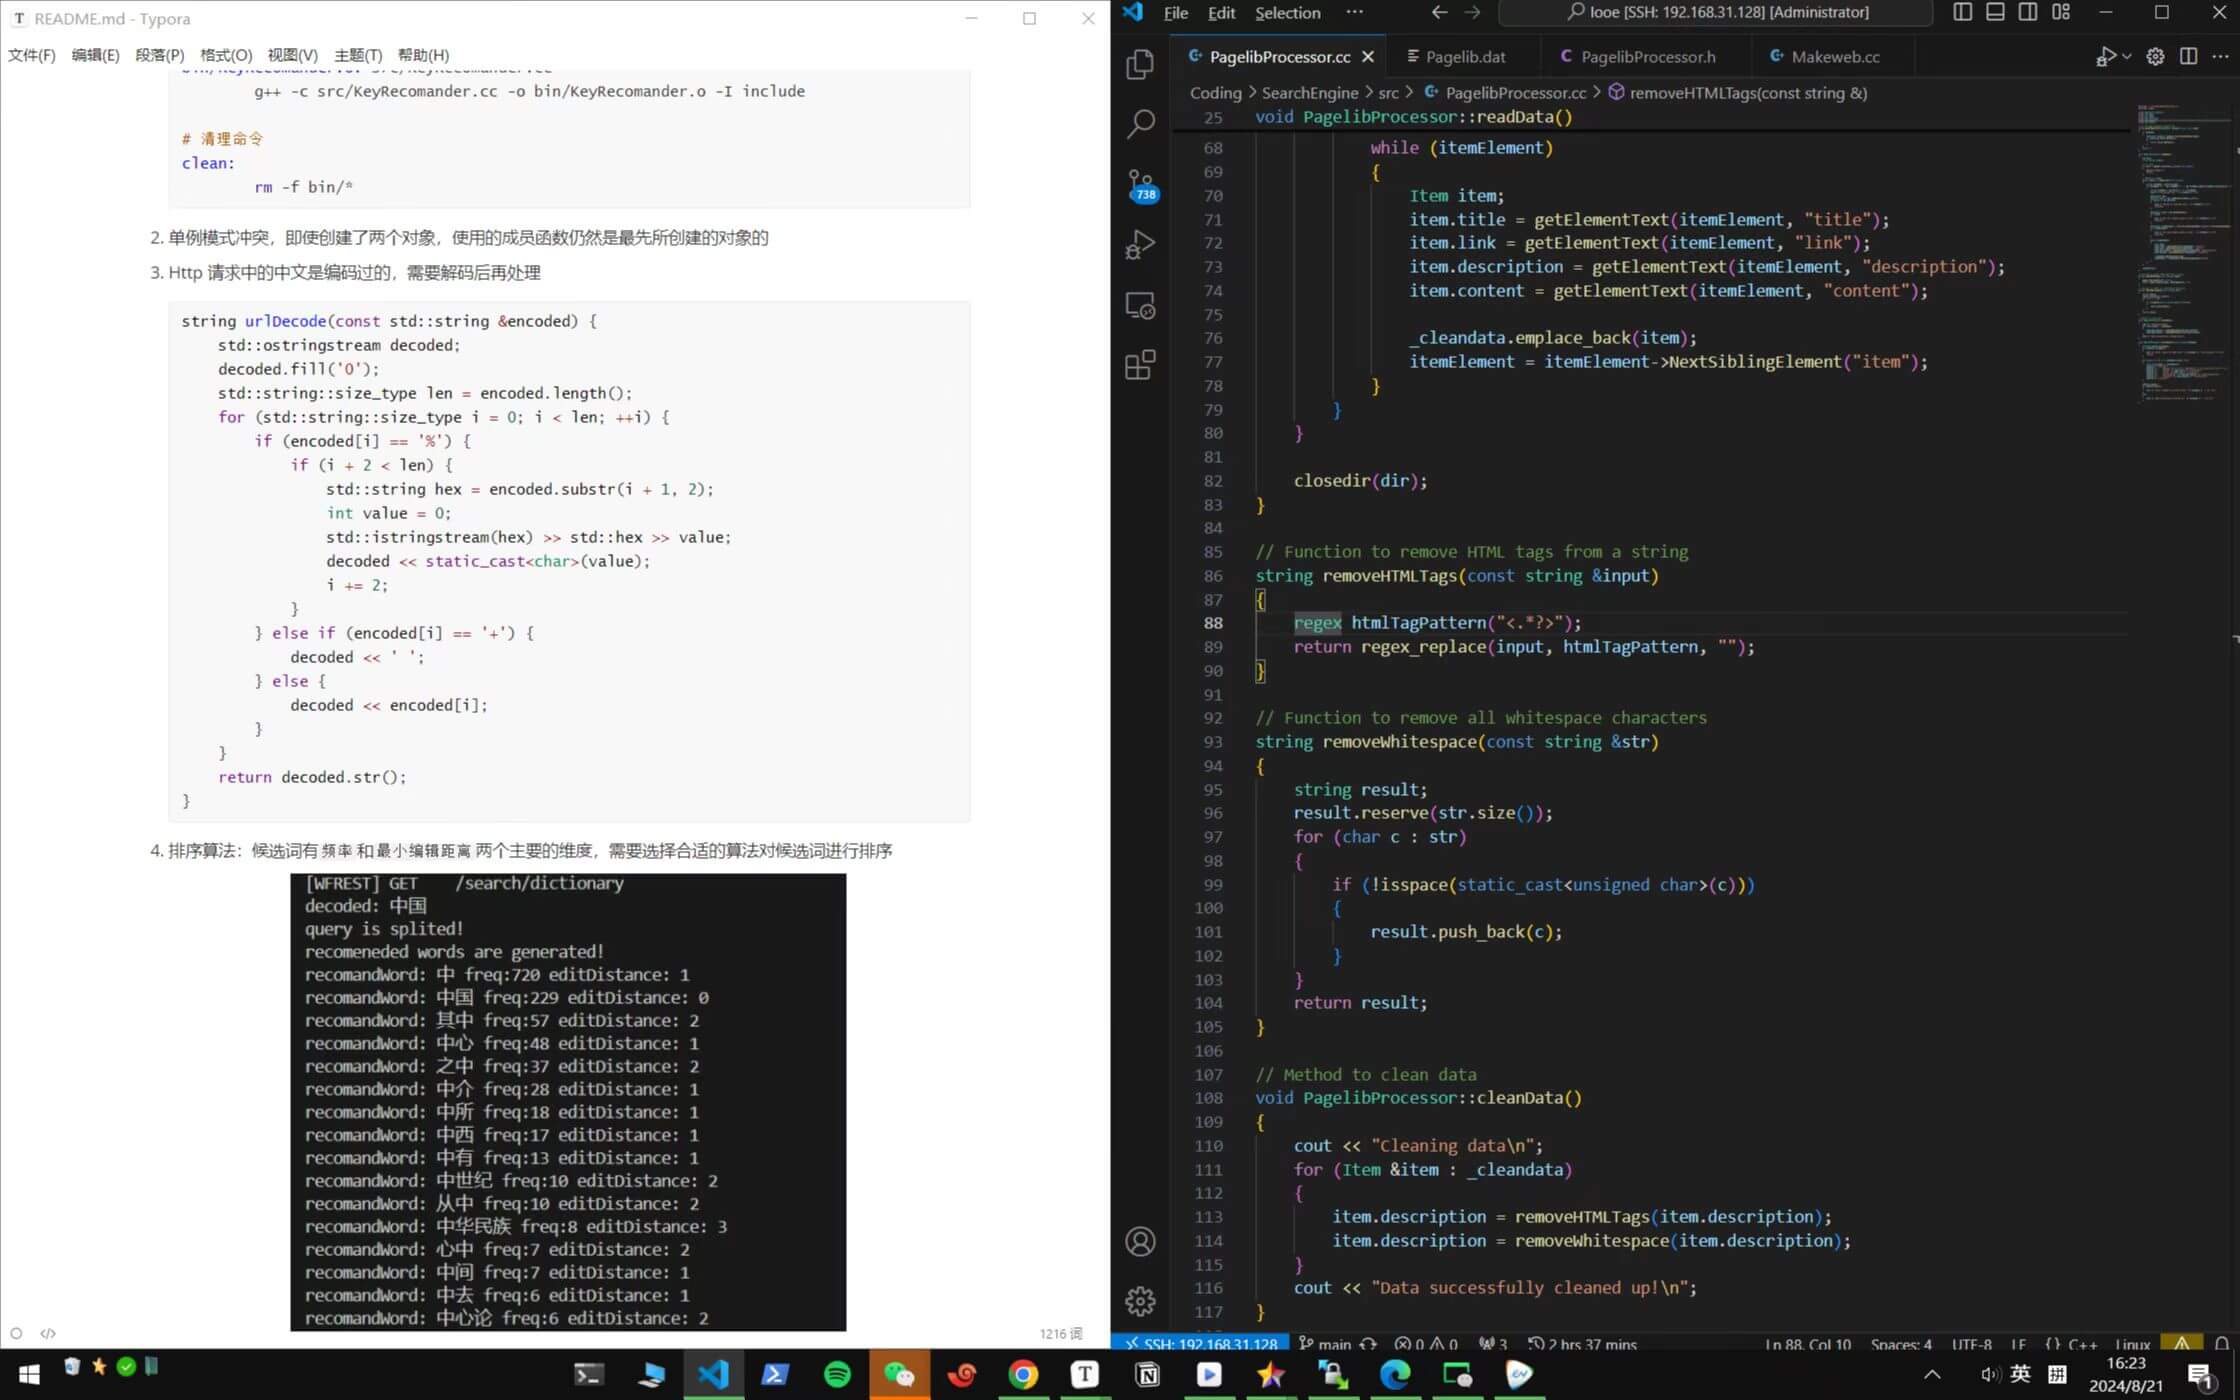 README.md - Typora
文件(F) 编辑(E) 段落(P) 格式(O) 视图(V) 主题(T) 帮助(H)
g++ -c src/KeyRecomander.cc -o bin/KeyRecomander.o -I include
# 清理命令
clean:
rm -f bin/*
2. 单例模式冲突，即使创建了两个对象，使用的成员函数仍然是最先所创建的对象的
3. Http 请求中的中文是编码过的，需要解码后再处理
string urlDecode(const std::string &encoded) {
std::ostringstream decoded;
decoded.fill('0');
std::string::size_type len = encoded.length();
for (std::string::size_type i = 0; i < len; ++i) {
if (encoded[i] == '%') {
if (i + 2 < len) {
std::string hex = encoded.substr(i + 1, 2);
int value = 0;
std::istringstream(hex) >> std::hex >> value;
decoded << static_cast<char>(value);
i += 2;
}
} else if (encoded[i] == '+') {
decoded << ' ';
} else {
decoded << encoded[i];
}
}
return decoded.str();
}
4. 排序算法：候选词有 频率 和 最小编辑距离 两个主要的维度，需要选择合适的算法对候选词进行排序
[WFREST] GET /search/dictionary
decoded: 中国
query is splited!
recomeneded words are generated!
recomandWord: 中 freq:720 editDistance: 1
recomandWord: 中国 freq:229 editDistance: 0
recomandWord: 其中 freq:57 editDistance: 2
recomandWord: 中心 freq:48 editDistance: 1
recomandWord: 之中 freq:37 editDistance: 2
recomandWord: 中介 freq:28 editDistance: 1
recomandWord: 中所 freq:18 editDistance: 1
recomandWord: 中西 freq:17 editDistance: 1
recomandWord: 中有 freq:13 editDistance: 1
recomandWord: 中世纪 freq:10 editDistance: 2
recomandWord: 从中 freq:10 editDistance: 2
recomandWord: 中华民族 freq:8 editDistance: 3
recomandWord: 心中 freq:7 editDistance: 2
recomandWord: 中间 freq:7 editDistance: 1
recomandWord: 中去 freq:6 editDistance: 1
recomandWord: 中心论 freq:6 editDistance: 2
1216 词
File Edit Selection ··· looe [SSH: 192.168.31.128] [Administrator]
PagelibProcessor.cc Pagelib.dat PagelibProcessor.h Makeweb.cc
Coding > SearchEngine > src > PagelibProcessor.cc > removeHTMLTags(const string &)
25 void PagelibProcessor::readData()
68 while (itemElement)
69 {
70 Item item;
71 item.title = getElementText(itemElement, "title");
72 item.link = getElementText(itemElement, "link");
73 item.description = getElementText(itemElement, "description");
74 item.content = getElementText(itemElement, "content");
75
76 _cleandata.emplace_back(item);
77 itemElement = itemElement->NextSiblingElement("item");
78 }
79 }
80 }
81
82 closedir(dir);
83 }
84
85 // Function to remove HTML tags from a string
86 string removeHTMLTags(const string &input)
87 {
88 regex htmlTagPattern("<.*?>");
89 return regex_replace(input, htmlTagPattern, "");
90 }
91
92 // Function to remove all whitespace characters
93 string removeWhitespace(const string &str)
94 {
95 string result;
96 result.reserve(str.size());
97 for (char c : str)
98 {
99 if (!isspace(static_cast<unsigned char>(c)))
100 {
101 result.push_back(c);
102 }
103 }
104 return result;
105 }
106
107 // Method to clean data
108 void PagelibProcessor::cleanData()
109 {
110 cout << "Cleaning data\n";
111 for (Item &item : _cleandata)
112 {
113 item.description = removeHTMLTags(item.description);
114 item.description = removeWhitespace(item.description);
115 }
116 cout << "Data successfully cleaned up!\n";
117 }
738
SSH: 192.168.31.128 main 0 0 3 2 hrs 37 mins Ln 88, Col 10 Spaces: 4 UTF-8 LF {} C++ Linux
英 拼 16:23
2024/8/21 1